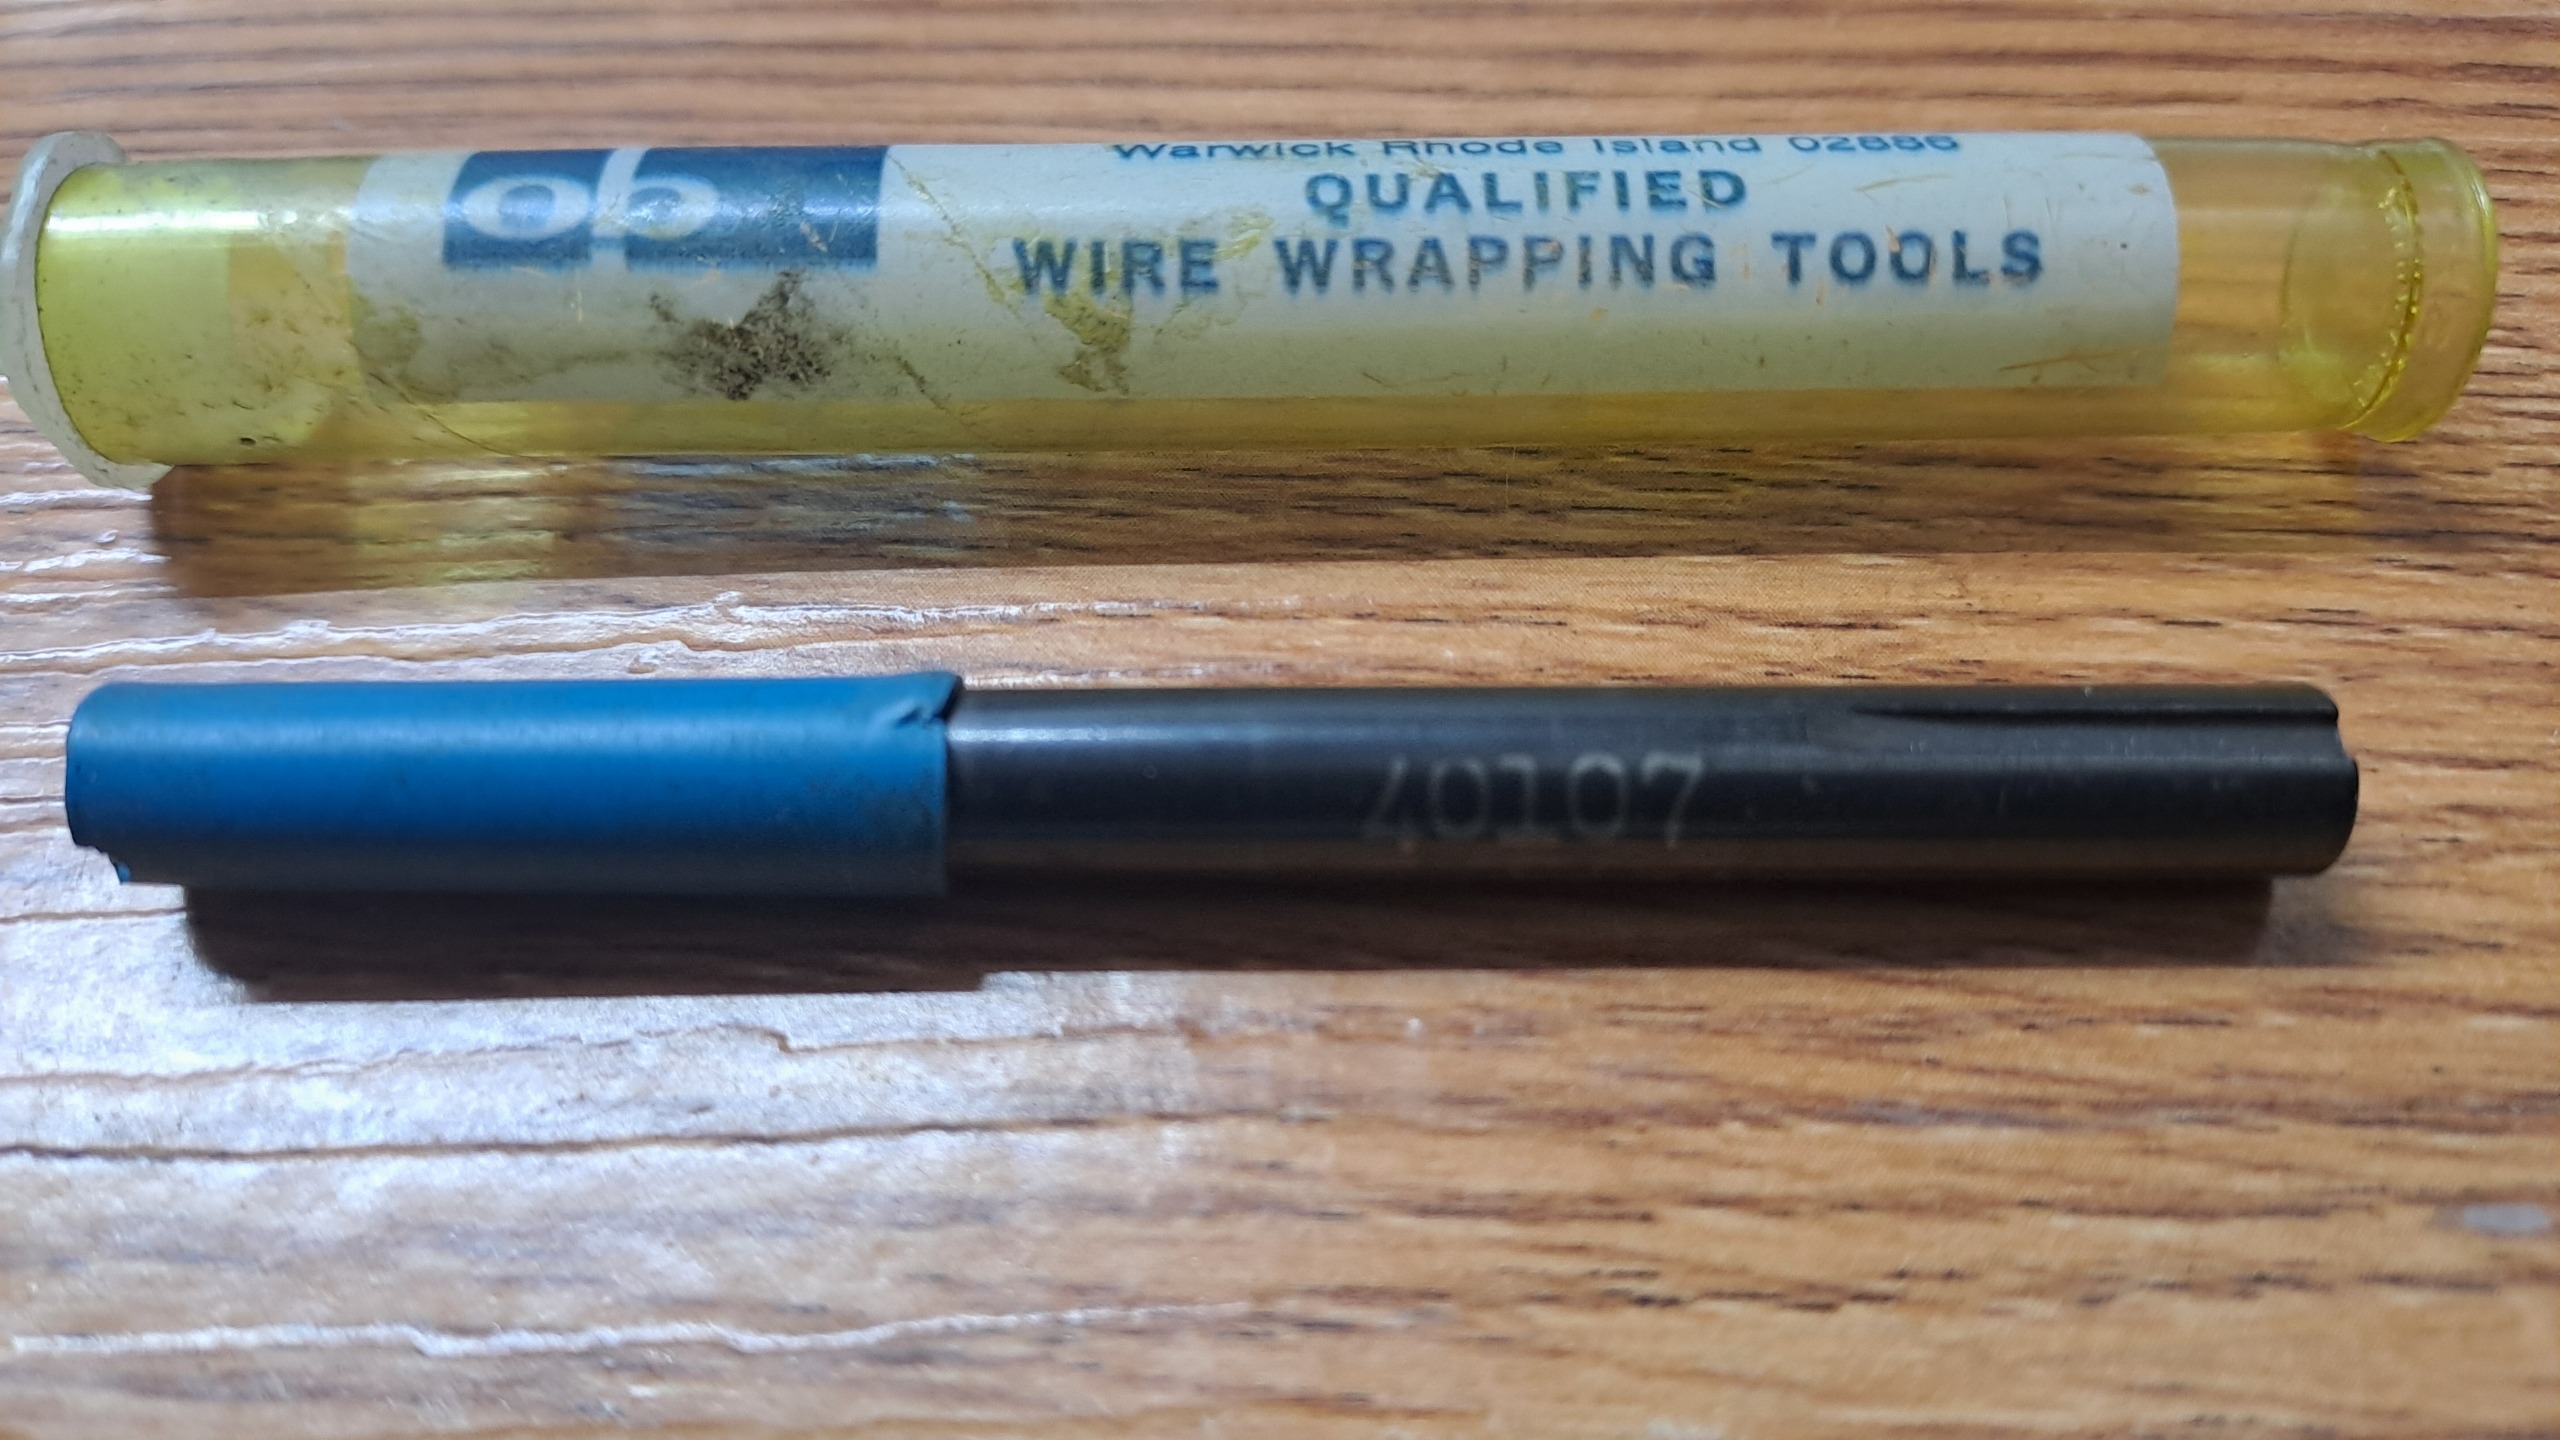 Warwick Rhode Island 02886
QUALIFIED
WIRE WRAPPING TOOLS
40107